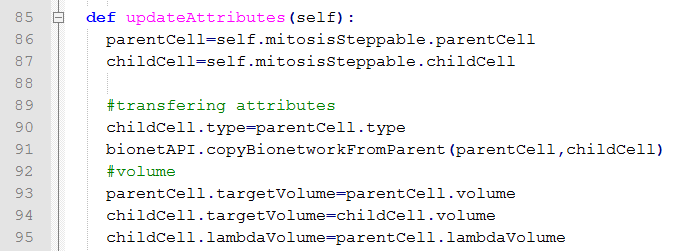 85 def updateAttributes(self):
86 parentCell=self.mitosisSteppable.parentCell
87 childCell=self.mitosisSteppable.childCell
88
89 #transfering attributes
90 childCell.type=parentCell.type
91 bionetAPI.copyBionetworkFromParent(parentCell,childCell)
92 #volume
93 parentCell.targetVolume=parentCell.volume
94 childCell.targetVolume=childCell.volume
95 childCell.lambdaVolume=parentCell.lambdaVolume